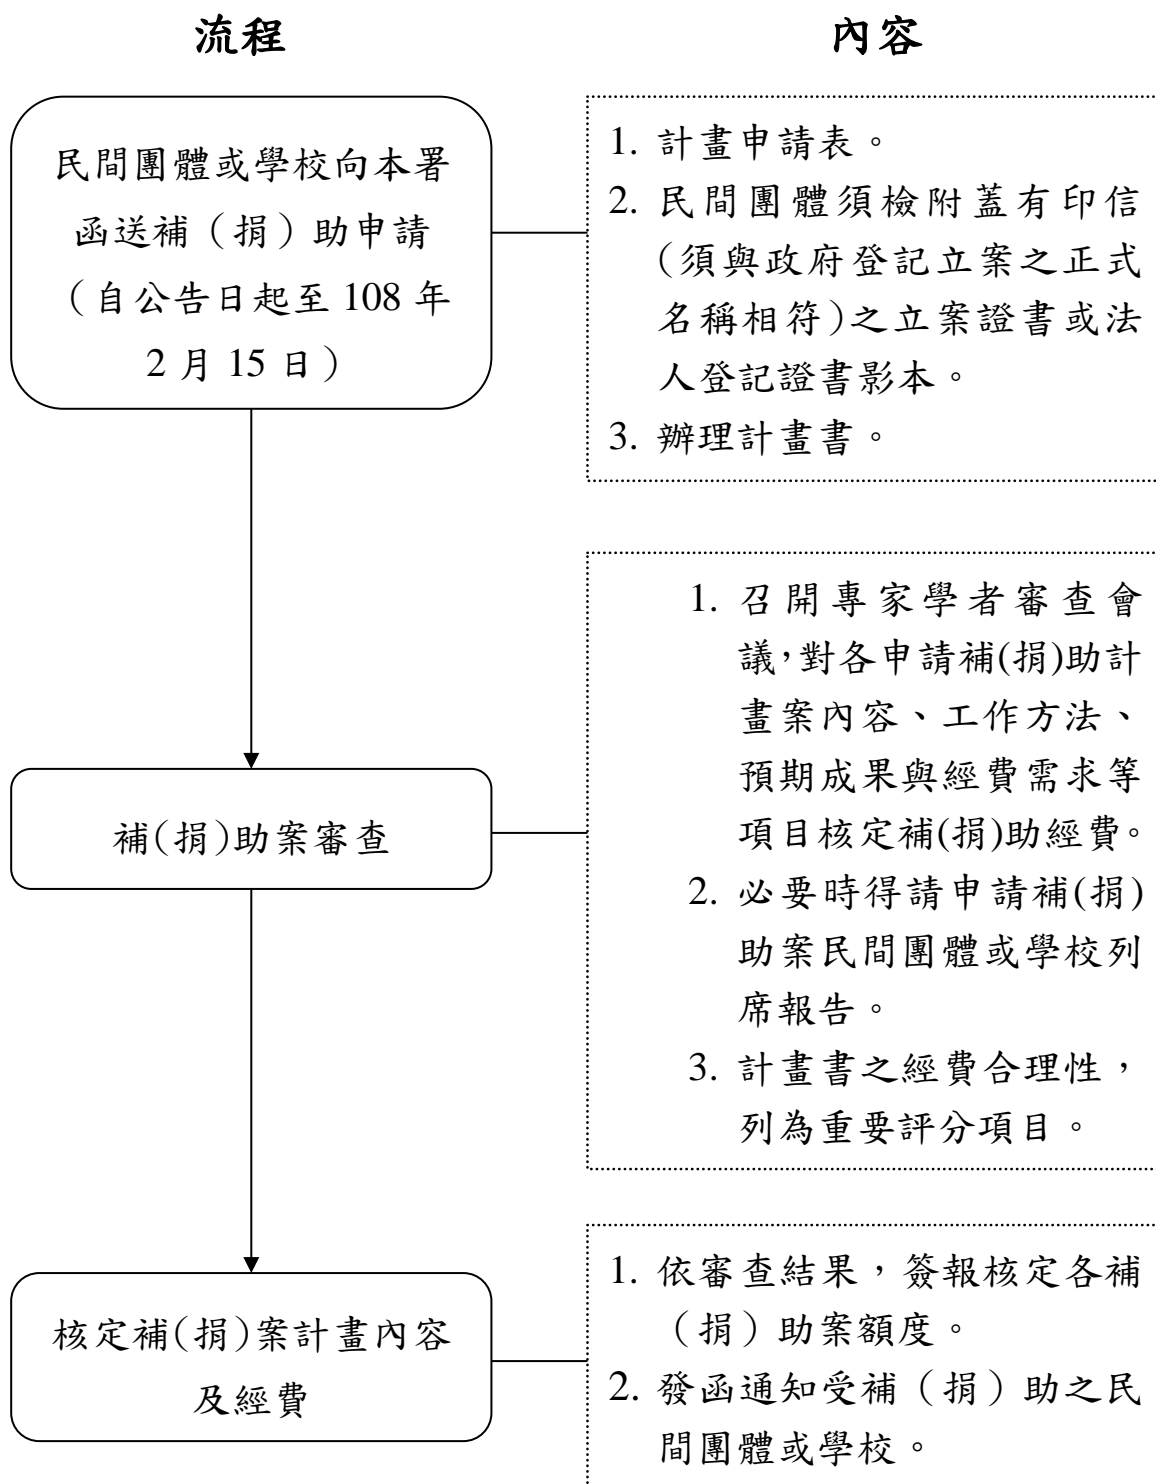 流程
內容
民間團體或學校向本署
函送補（捐）助申請
（自公告日起至 108 年
2 月 15 日）
1. 計畫申請表。
2. 民間團體須檢附蓋有印信
(須與政府登記立案之正式
名稱相符)之立案證書或法
人登記證書影本。
3. 辦理計畫書。
補(捐)助案審查
1. 召開專家學者審查會
議，對各申請補(捐)助計
畫案內容、工作方法、
預期成果與經費需求等
項目核定補(捐)助經費。
2. 必要時得請申請補(捐)
助案民間團體或學校列
席報告。
3. 計畫書之經費合理性，
列為重要評分項目。
核定補(捐)案計畫內容
及經費
1. 依審查結果，簽報核定各補
（捐）助案額度。
2. 發函通知受補（捐）助之民
間團體或學校。